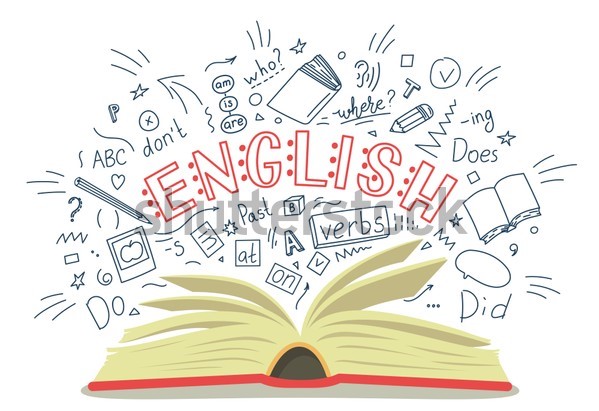 who?
am
is
are
where?
T
P
don't
-ing
ABC
Does
ENGLISH
shutterstock
Past
B
verbs
-s
A
at
on
Do
Did
?